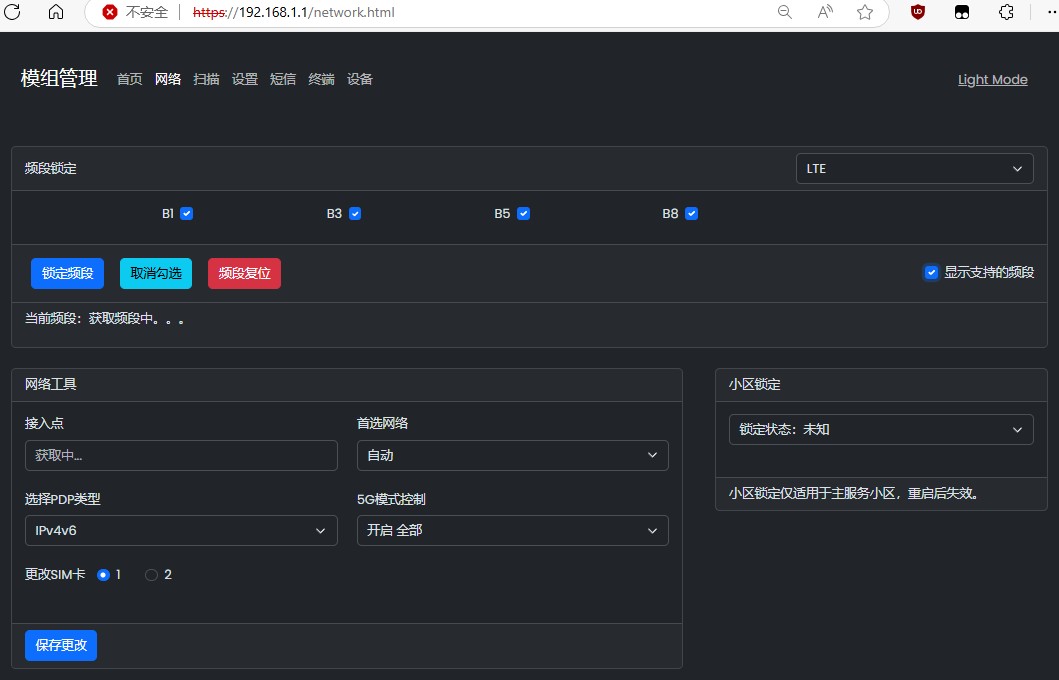 不安全 https://192.168.1.1/network.html
模组管理 首页 网络 扫描 设置 短信 终端 设备 Light Mode
频段锁定 LTE
B1 B3 B5 B8
锁定频段 取消勾选 频段复位 显示支持的频段
当前频段：获取频段中。。。
网络工具
接入点 首选网络
获取中... 自动
选择PDP类型 5G模式控制
IPv4v6 开启 全部
更改SIM卡 1 2
保存更改
小区锁定
锁定状态：未知
小区锁定仅适用于主服务小区，重启后失效。